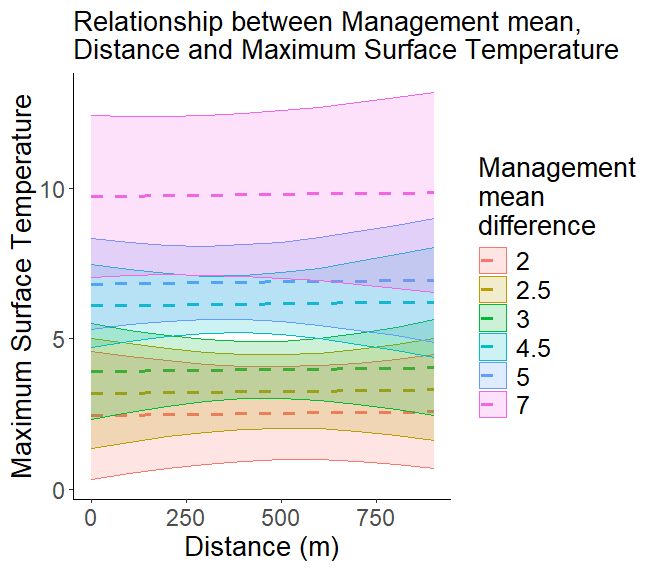 Relationship between Management mean,
Distance and Maximum Surface Temperature
Maximum Surface Temperature
10
5
0
0 250 500 750
Distance (m)
Management
mean
difference
2
2.5
3
4.5
5
7